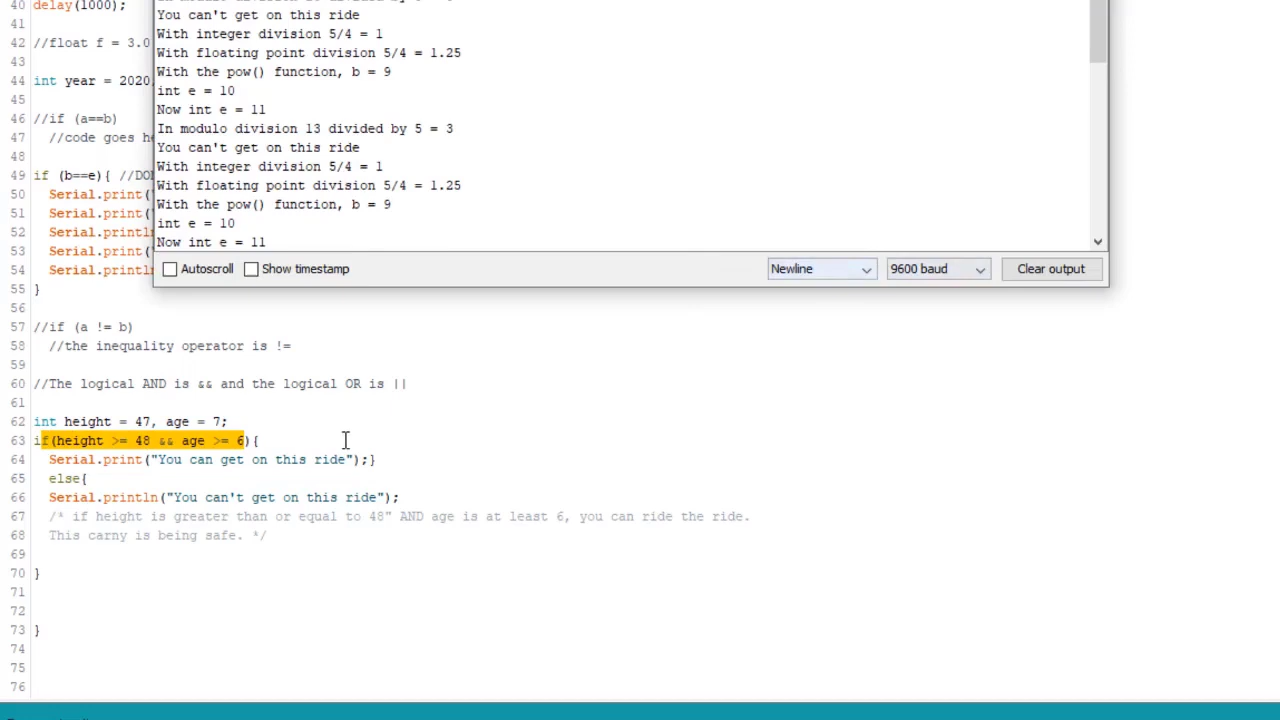 40 delay(1000);
41
42 //float f = 3.0
43
44 int year = 2020
45
46 //if (a==b)
47 //code goes he
48
49 if (b==e){ //DO
50 Serial.print(
51 Serial.print(
52 Serial.println
53 Serial.print(
54 Serial.println
55 }
56
57 //if (a != b)
58 //the inequality operator is !=
59
60 //The logical AND is && and the logical OR is ||
61
62 int height = 47, age = 7;
63 if(height >= 48 && age >= 6){
64 Serial.print("You can get on this ride");}
65 else{
66 Serial.println("You can't get on this ride");
67 /* if height is greater than or equal to 48" AND age is at least 6, you can ride the ride.
68 This carny is being safe. */
69
70 }
71
72
73 }
74
75
76
You can't get on this ride
With integer division 5/4 = 1
With floating point division 5/4 = 1.25
With the pow() function, b = 9
int e = 10
Now int e = 11
In modulo division 13 divided by 5 = 3
You can't get on this ride
With integer division 5/4 = 1
With floating point division 5/4 = 1.25
With the pow() function, b = 9
int e = 10
Now int e = 11
Autoscroll Show timestamp Newline 9600 baud Clear output